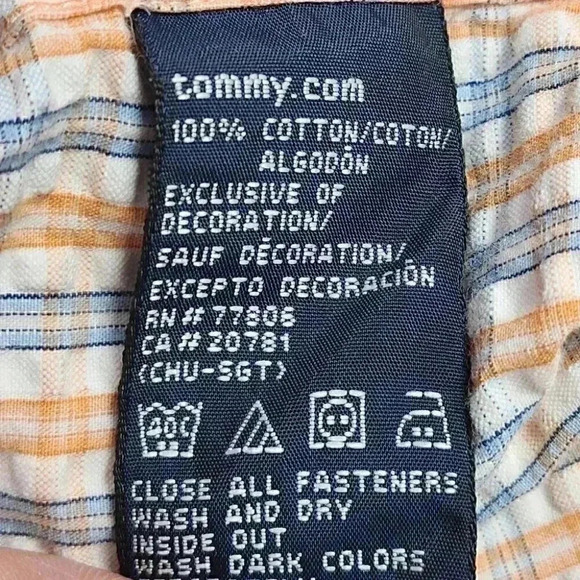 tommy.com
100% COTTON/COTON/
ALGODÓN
EXCLUSIVE OF
DECORATION/
SAUF DÉCORATION/
EXCEPTO DECORACIÓN
RN# 77806
CA# 20781
(CHU-SGT)
40C
CLOSE ALL FASTENERS
WASH AND DRY
INSIDE OUT
WASH DARK COLORS